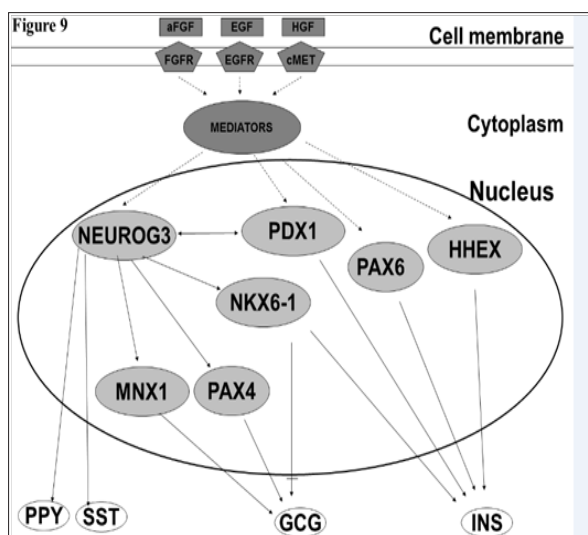 Figure 9
aFGF EGF HGF
Cell membrane
FGFR EGFR cMET
MEDIATORS
Cytoplasm
Nucleus
NEUROG3
PDX1
HHEX
PAX6
NKX6-1
MNX1
PAX4
PPY SST GCG INS